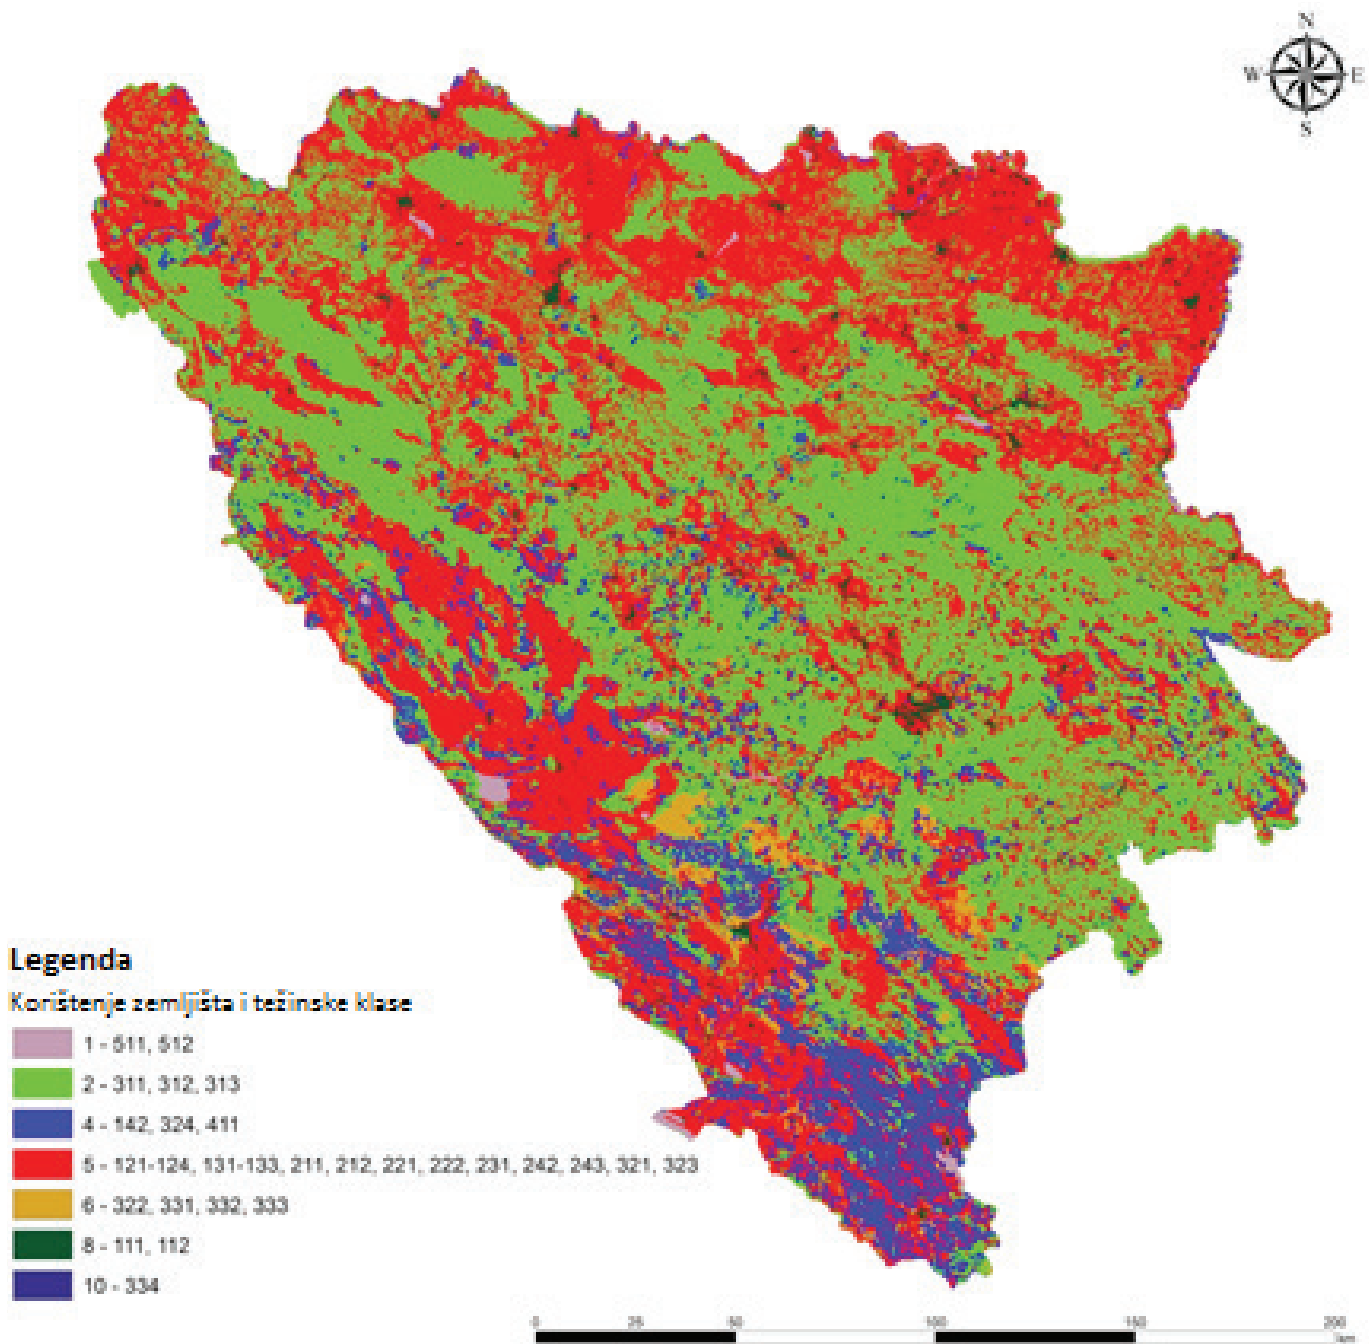 N
W E
S
Legenda
Korištenje zemljišta i težinske klase
1 - 511, 512
2 - 311, 312, 313
4 - 142, 324, 411
5 - 121-124, 131-133, 211, 212, 221, 222, 231, 242, 243, 321, 323
6 - 322, 331, 332, 333
8 - 111, 112
10 - 334
0 25 50 100 150 200
km